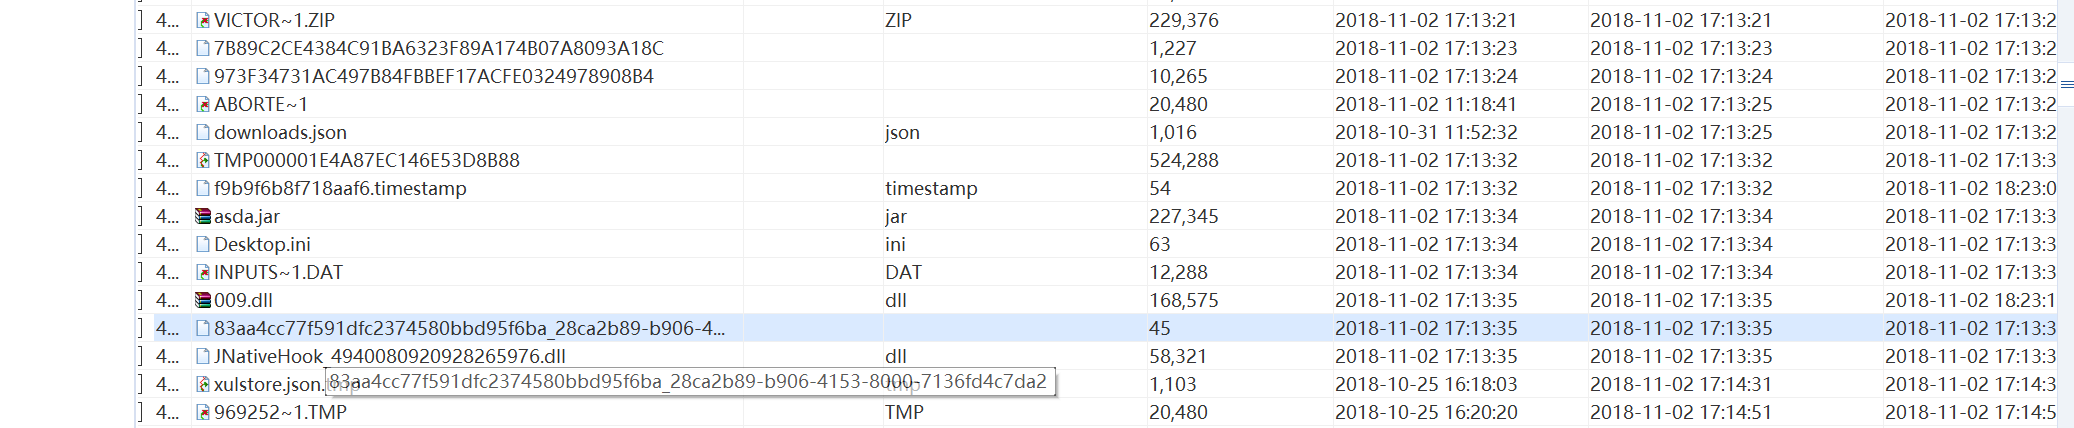 ] 4... VICTOR~1.ZIP ZIP 229,376 2018-11-02 17:13:21 2018-11-02 17:13:21 2018-11-02 17:13:2
] 4... 7B89C2CE4384C91BA6323F89A174B07A8093A18C 1,227 2018-11-02 17:13:23 2018-11-02 17:13:23 2018-11-02 17:13:2
] 4... 973F34731AC497B84FBBEF17ACFE0324978908B4 10,265 2018-11-02 17:13:24 2018-11-02 17:13:24 2018-11-02 17:13:2
] 4... ABORTE~1 20,480 2018-11-02 11:18:41 2018-11-02 17:13:25 2018-11-02 17:13:2
] 4... downloads.json json 1,016 2018-10-31 11:52:32 2018-11-02 17:13:25 2018-11-02 17:13:2
] 4... TMP000001E4A87EC146E53D8B88 524,288 2018-11-02 17:13:32 2018-11-02 17:13:32 2018-11-02 17:13:3
] 4... f9b9f6b8f718aaf6.timestamp timestamp 54 2018-11-02 17:13:32 2018-11-02 17:13:32 2018-11-02 18:23:0
] 4... asda.jar jar 227,345 2018-11-02 17:13:34 2018-11-02 17:13:34 2018-11-02 17:13:3
] 4... Desktop.ini ini 63 2018-11-02 17:13:34 2018-11-02 17:13:34 2018-11-02 17:13:3
] 4... INPUTS~1.DAT DAT 12,288 2018-11-02 17:13:34 2018-11-02 17:13:34 2018-11-02 17:13:3
] 4... 009.dll dll 168,575 2018-11-02 17:13:35 2018-11-02 17:13:35 2018-11-02 18:23:1
] 4... 83aa4cc77f591dfc2374580bbd95f6ba_28ca2b89-b906-4... 45 2018-11-02 17:13:35 2018-11-02 17:13:35 2018-11-02 17:13:3
] 4... JNativeHook_4940080920928265976.dll dll 58,321 2018-11-02 17:13:35 2018-11-02 17:13:35 2018-11-02 17:13:3
] 4... xulstore.json.tmp tmp 1,103 2018-10-25 16:18:03 2018-11-02 17:14:31 2018-11-02 17:14:3
83aa4cc77f591dfc2374580bbd95f6ba_28ca2b89-b906-4153-8000-7136fd4c7da2
] 4... 969252~1.TMP TMP 20,480 2018-10-25 16:20:20 2018-11-02 17:14:51 2018-11-02 17:14:5